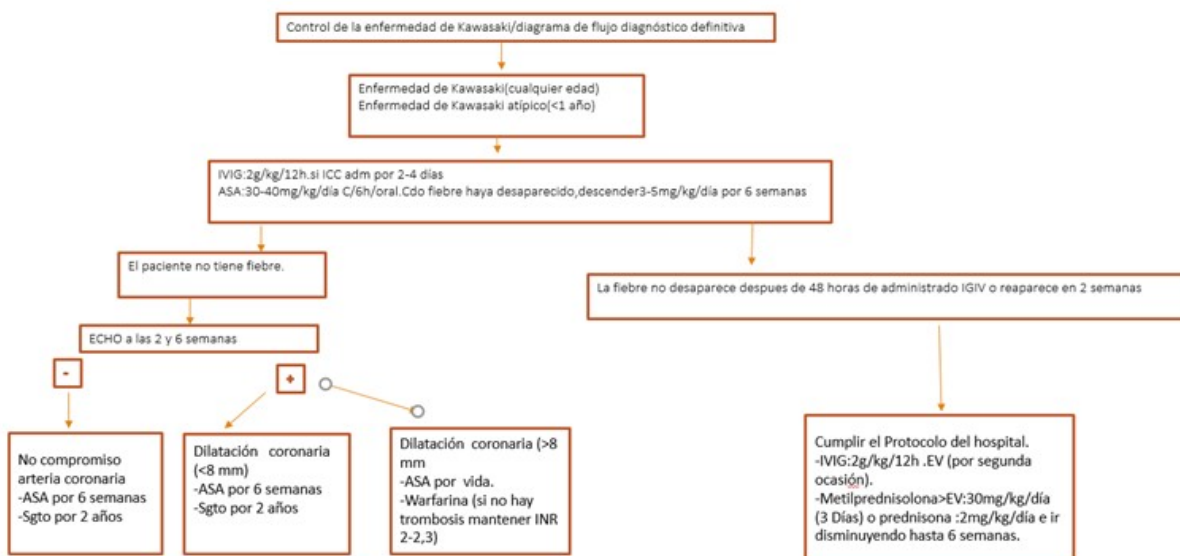 Control de la enfermedad de Kawasaki/diagrama de flujo diagnóstico definitiva
Enfermedad de Kawasaki(cualquier edad)
Enfermedad de Kawasaki atípico(<1 año)
IVIG:2g/kg/12h.si ICC adm por 2-4 días
ASA:30-40mg/kg/día C/6h/oral.Cdo fiebre haya desaparecido,descender3-5mg/kg/día por 6 semanas
El paciente no tiene fiebre.
La fiebre no desaparece despues de 48 horas de administrado IGIV o reaparece en 2 semanas
ECHO a las 2 y 6 semanas
-
+
No compromiso
arteria coronaria
-ASA por 6 semanas
-Sgto por 2 años
Dilatación coronaria
(<8 mm)
-ASA por 6 semanas
-Sgto por 2 años
Dilatación coronaria (>8
mm
-ASA por vida.
-Warfarina (si no hay
trombosis mantener INR
2-2,3)
Cumplir el Protocolo del hospital.
-IVIG:2g/kg/12h .EV (por segunda
ocasión).
-Metilprednisolona>EV:30mg/kg/día
(3 Días) o prednisona :2mg/kg/día e ir
disminuyendo hasta 6 semanas.